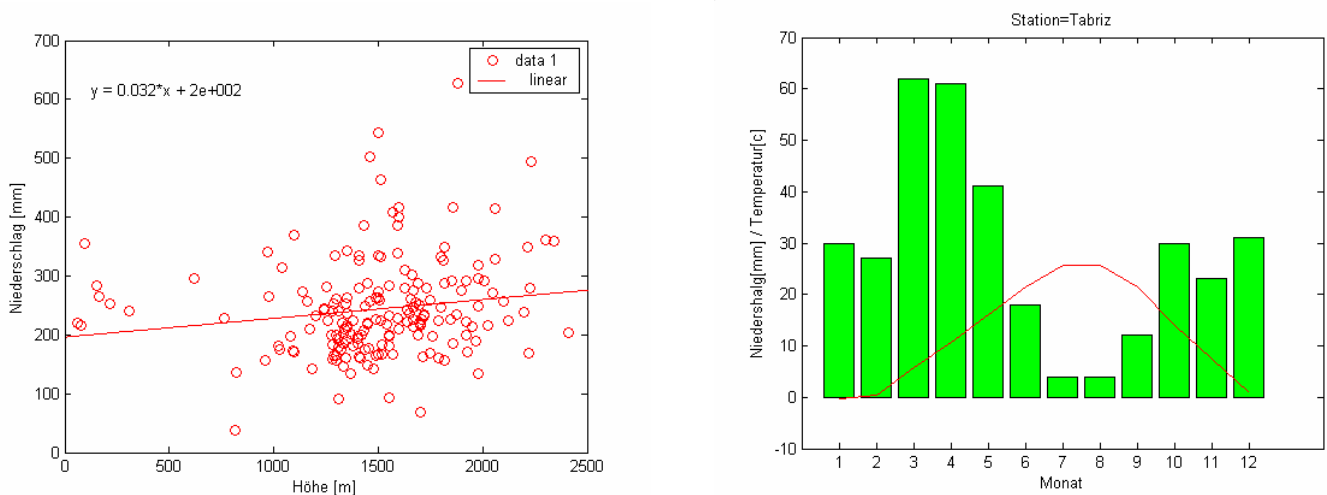 700
600
500
400
300
200
100
0
0 500 1000 1500 2000 2500
Niederschlag [mm]
Höhe [m]
y = 0.032*x + 2e+002
data 1
linear
Station=Tabriz
70
60
50
40
30
20
10
0
-10
1 2 3 4 5 6 7 8 9 10 11 12
Niedershalg[mm] / Temperatur[c]
Monat